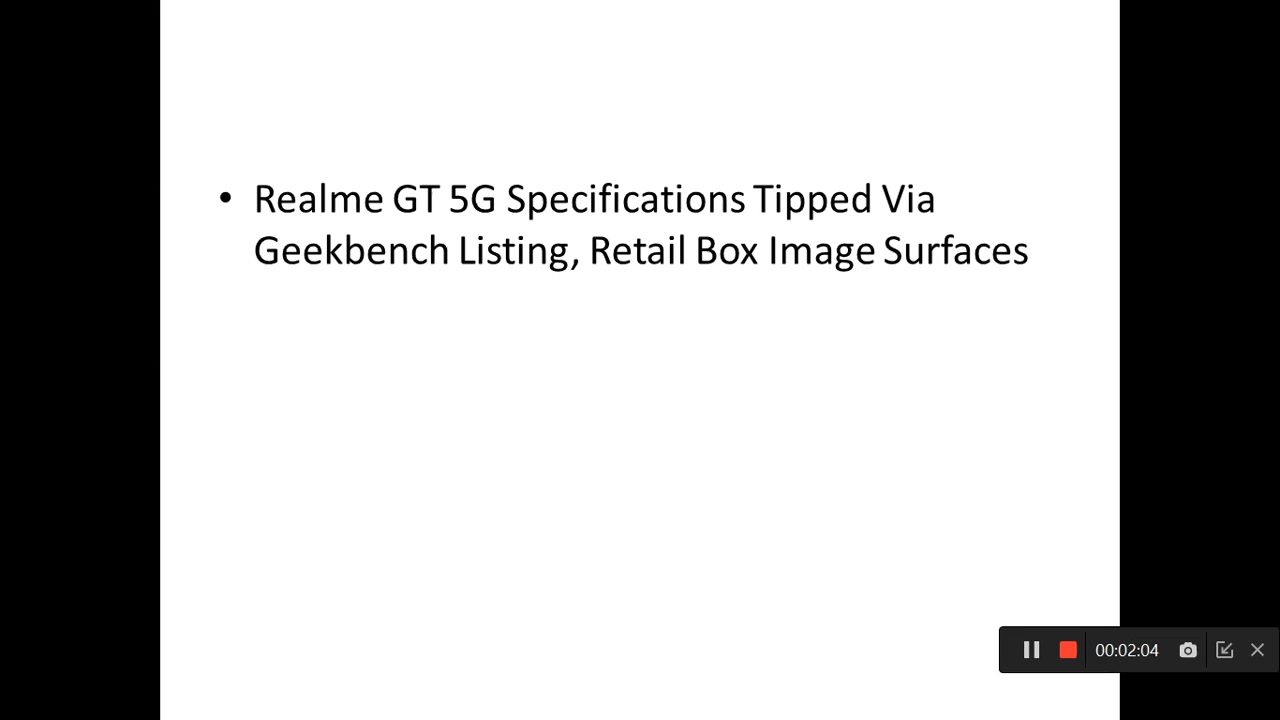 • Realme GT 5G Specifications Tipped Via
Geekbench Listing, Retail Box Image Surfaces
00:02:04